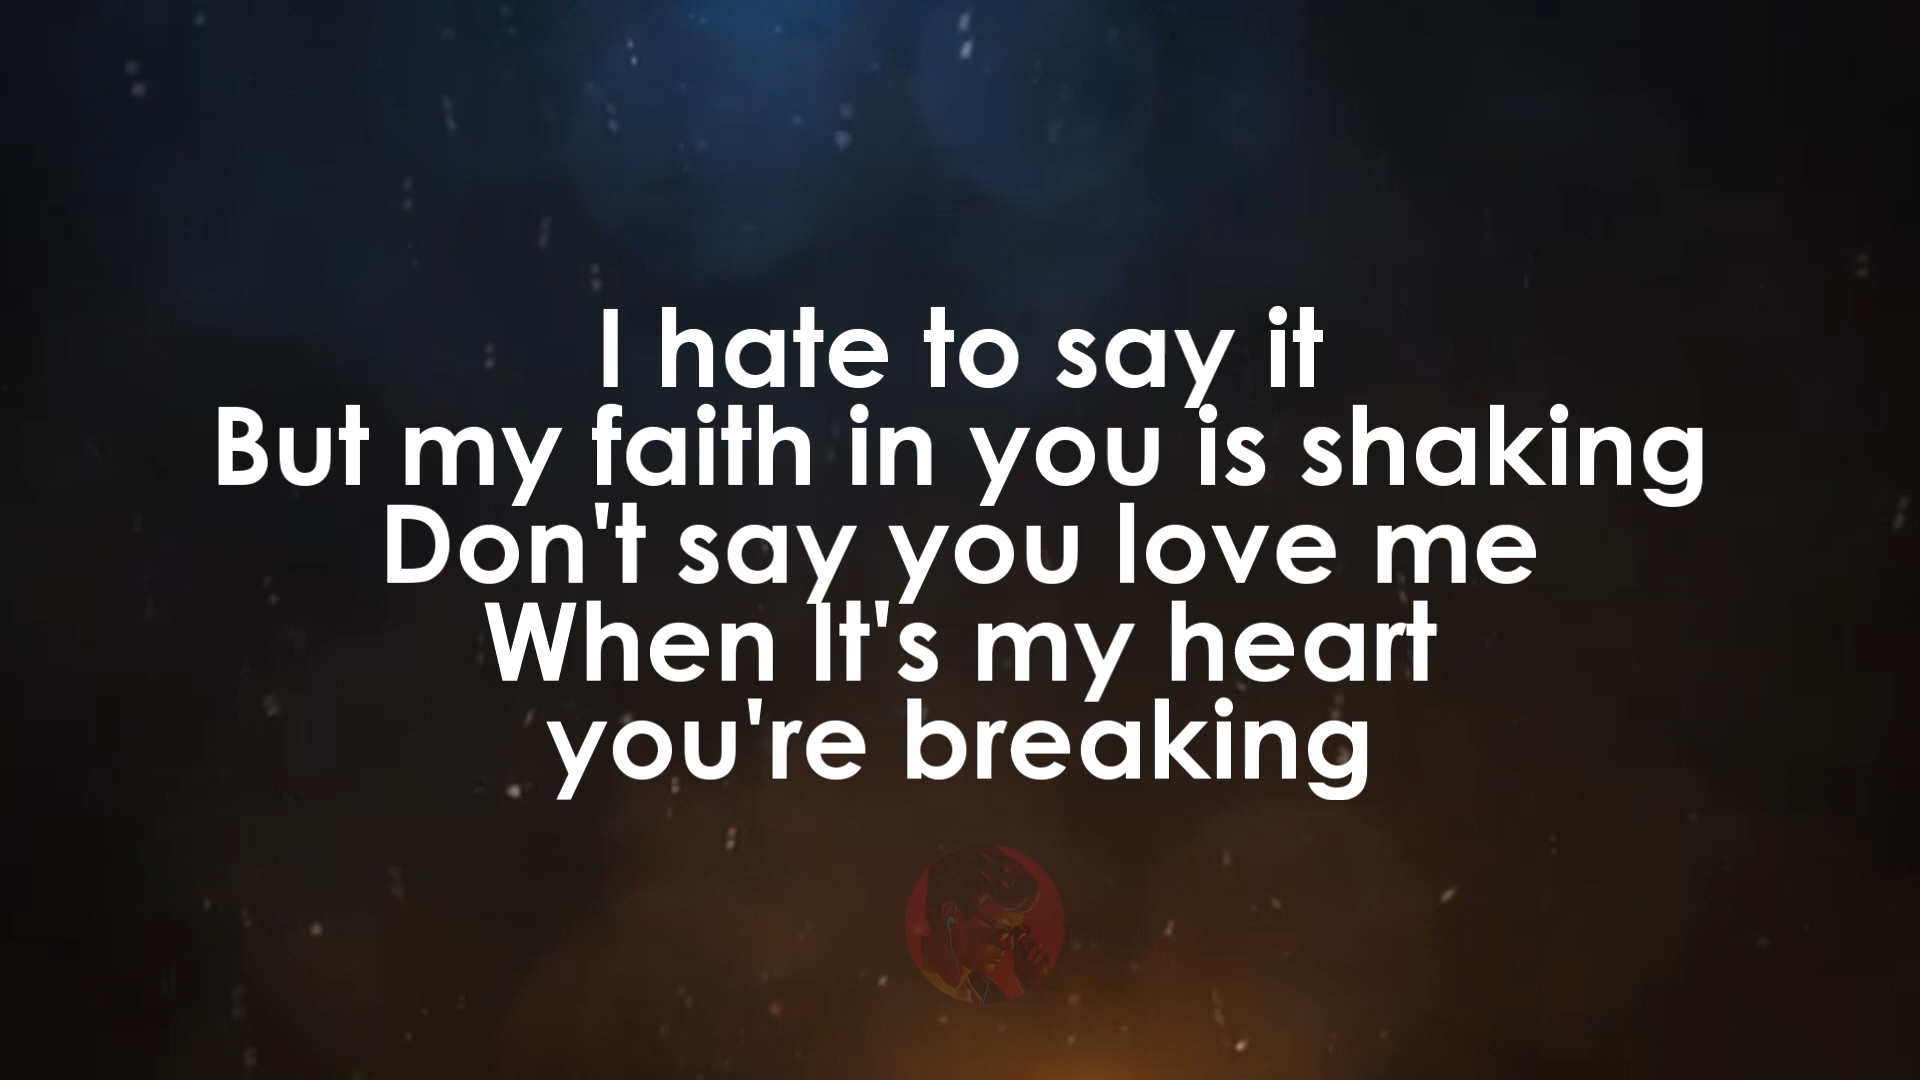 I hate to say it
But my faith in you is shaking
Don't say you love me
When It's my heart
you're breaking